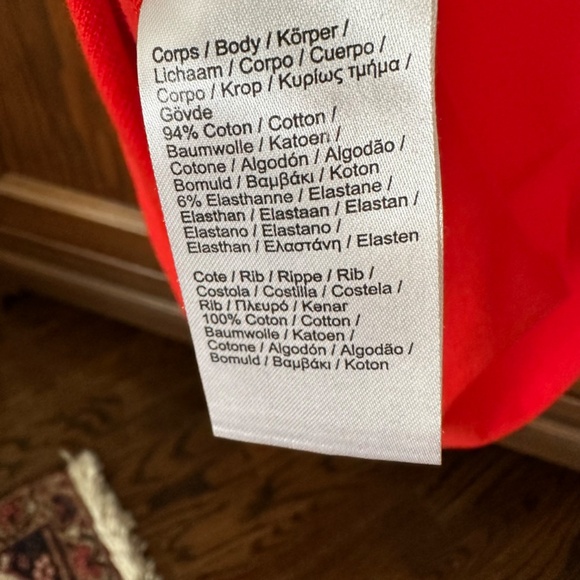 Corps / Body / Körper /
Lichaam / Corpo / Cuerpo /
Corpo / Krop / Κυρίως τμήμα /
Gövde
94% Coton / Cotton /
Baumwolle / Katoen /
Cotone / Algodón / Algodão /
Bomuld / Βαμβάκι / Koton
6% Elasthanne / Elastane /
Elasthan / Elastaan / Elastan /
Elastano / Elastano /
Elasthan / Ελαστάνη / Elasten
Cote / Rib / Rippe / Rib /
Costola / Costilla / Costela /
Rib / Πλευρό / Kenar
100% Coton / Cotton /
Baumwolle / Katoen /
Cotone / Algodón / Algodão /
Bomuld / Βαμβάκι / Koton